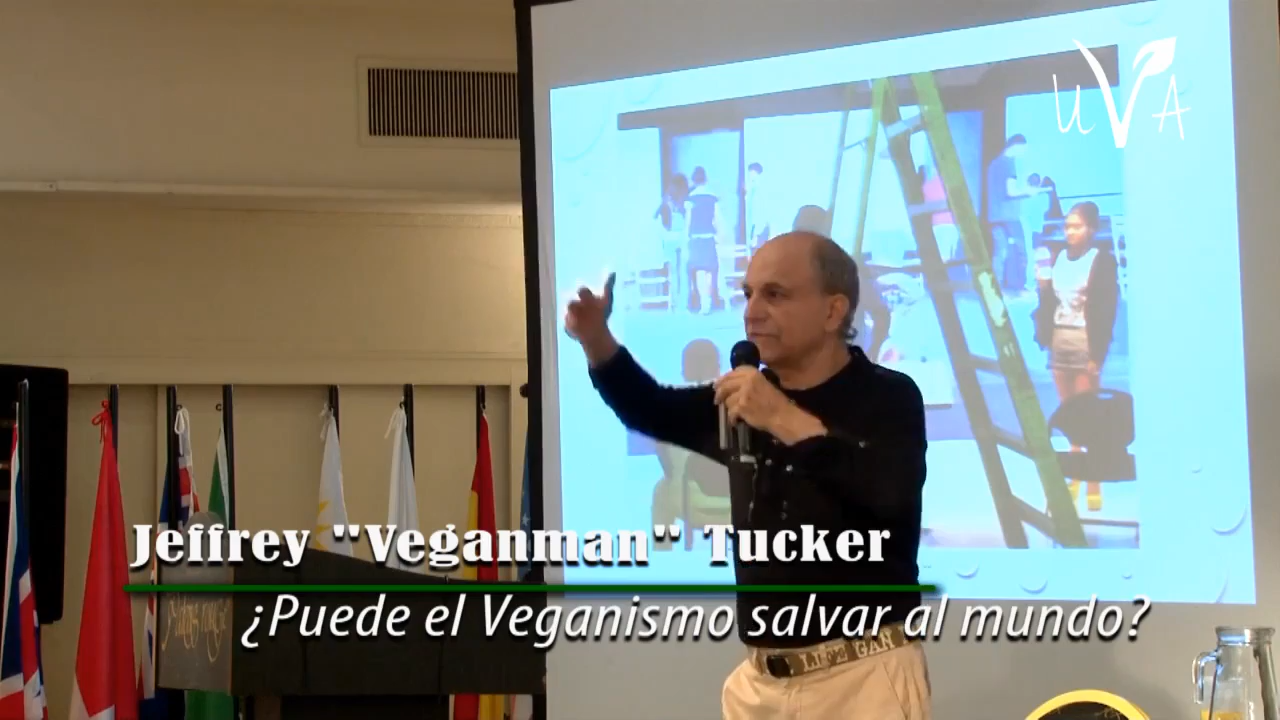 UVA
Jeffrey "Veganman" Tucker
¿Puede el Veganismo salvar al mundo?